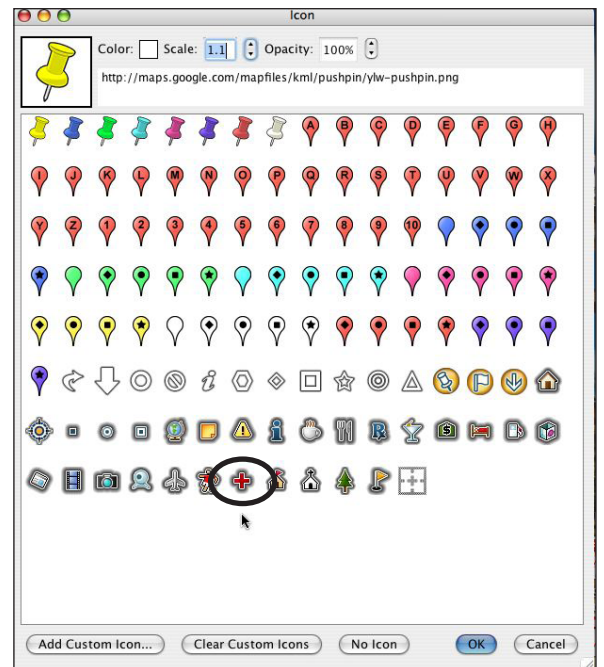 Icon
Color: Scale: 1.1 Opacity: 100%
http://maps.google.com/mapfiles/kml/pushpin/ylw-pushpin.png
A B C D E F G H
I J K L M N O P Q R S T U V W X
Y Z 1 2 3 4 5 6 7 8 9 10
i
P
i R $
Add Custom Icon... Clear Custom Icons No Icon OK Cancel